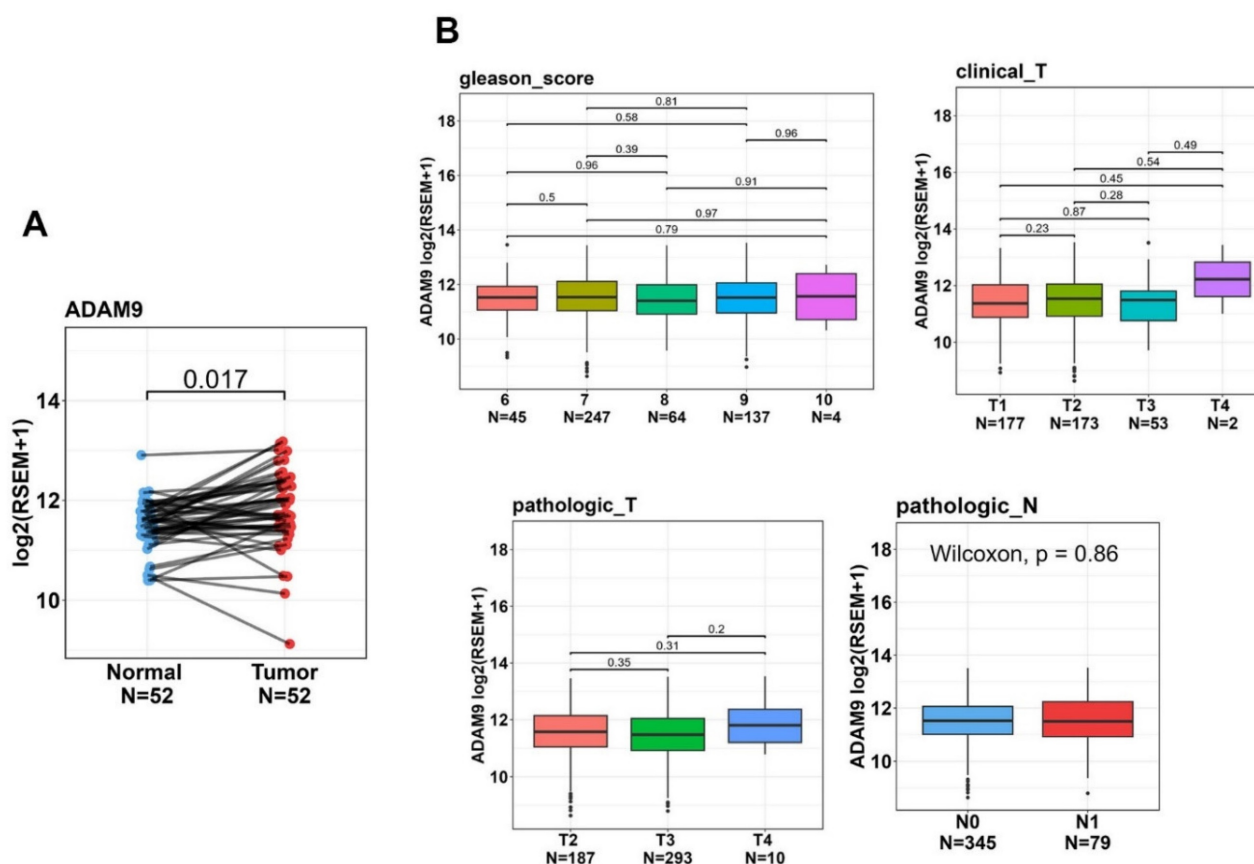 A
ADAM9
log2(RSEM+1)
14
12
10
0.017
Normal
N=52
Tumor
N=52
B
gleason_score
ADAM9 log2(RSEM+1)
18
16
14
12
10
0.81
0.58
0.96
0.39
0.96
0.91
0.5
0.97
0.79
6 7 8 9 10
N=45 N=247 N=64 N=137 N=4
clinical_T
ADAM9 log2(RSEM+1)
18
16
14
12
10
0.49
0.54
0.45
0.28
0.87
0.23
T1 T2 T3 T4
N=177 N=173 N=53 N=2
pathologic_T
ADAM9 log2(RSEM+1)
18
16
14
12
10
0.2
0.31
0.35
T2 T3 T4
N=187 N=293 N=10
pathologic_N
ADAM9 log2(RSEM+1)
18
16
14
12
10
Wilcoxon, p = 0.86
N0 N1
N=345 N=79